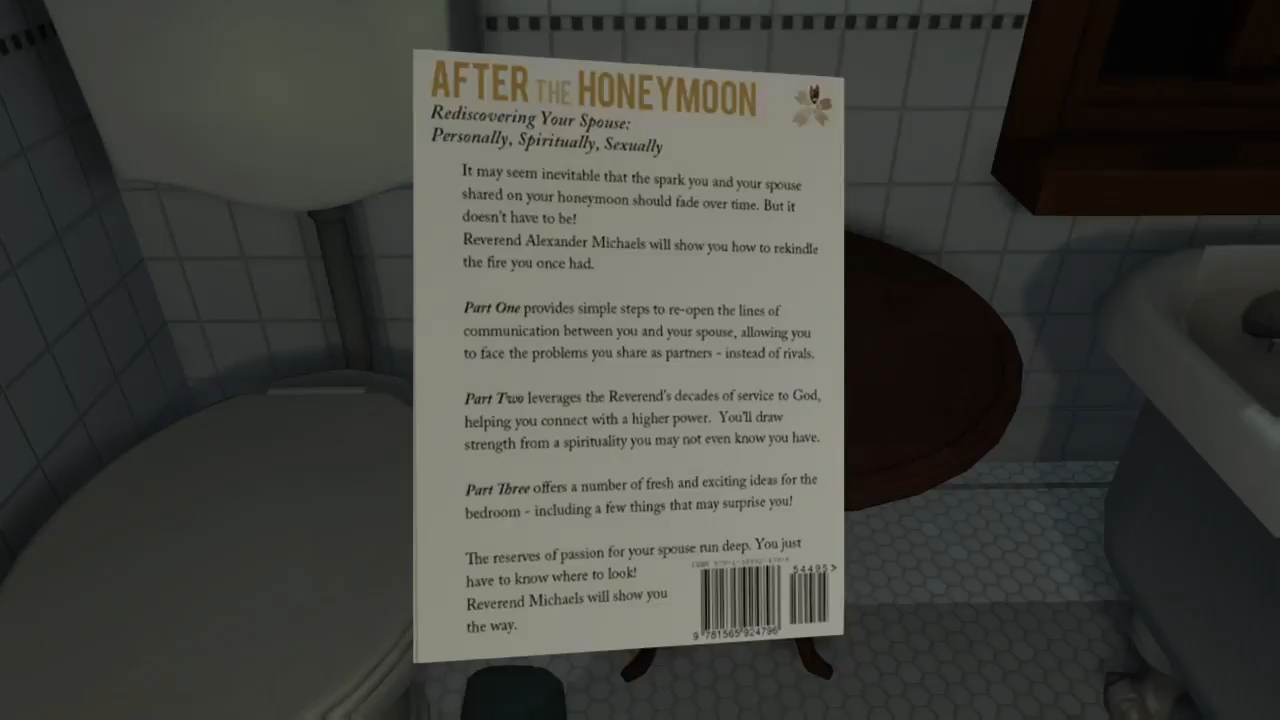 AFTER THE HONEYMOON
Rediscovering Your Spouse:
Personally, Spiritually, Sexually
It may seem inevitable that the spark you and your spouse
shared on your honeymoon should fade over time. But it
doesn't have to be!
Reverend Alexander Michaels will show you how to rekindle
the fire you once had.
Part One provides simple steps to re-open the lines of
communication between you and your spouse, allowing you
to face the problems you share as partners - instead of rivals.
Part Two leverages the Reverend's decades of service to God,
helping you connect with a higher power. You'll draw
strength from a spirituality you may not even know you have.
Part Three offers a number of fresh and exciting ideas for the
bedroom - including a few things that may surprise you!
The reserves of passion for your spouse run deep. You just
have to know where to look!
Reverend Michaels will show you
the way.
ISBN
54495>
9 781565 924796